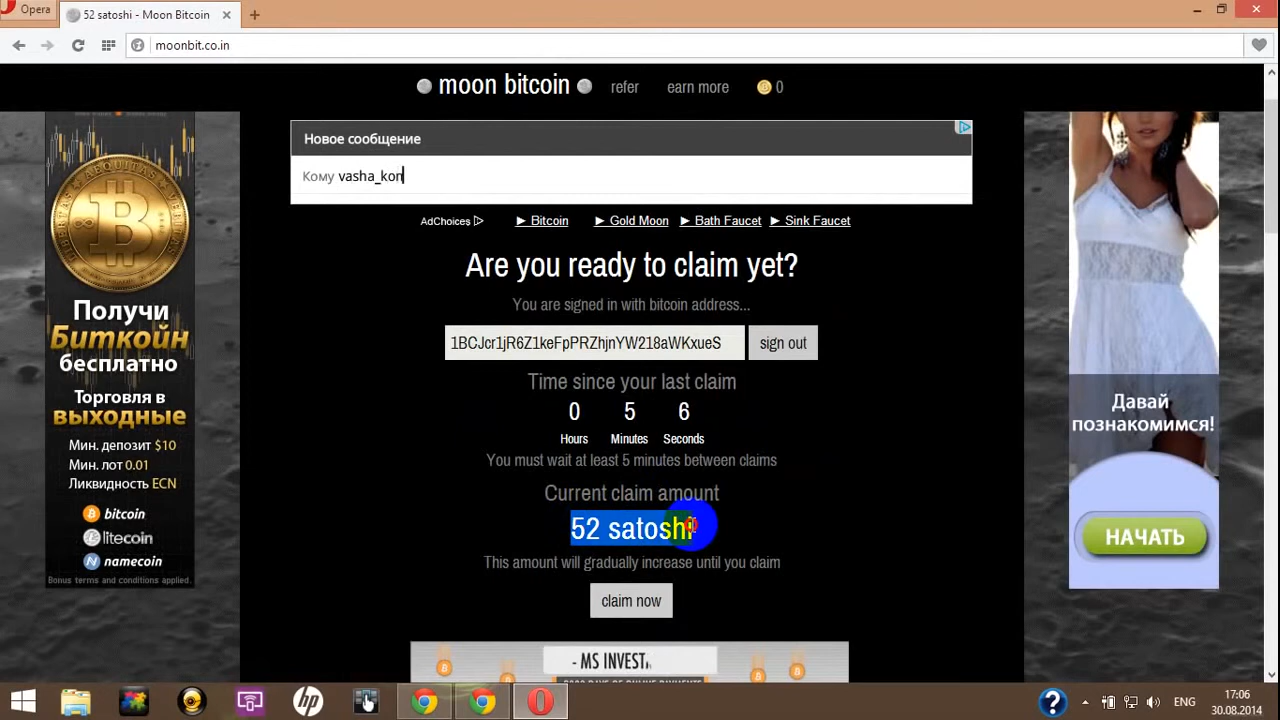 Opera
52 satoshi - Moon Bitcoin
moonbit.co.in
moon bitcoin
refer
earn more
0
Новое сообщение
Кому vasha_kon
AdChoices
► Bitcoin
► Gold Moon
► Bath Faucet
► Sink Faucet
Are you ready to claim yet?
You are signed in with bitcoin address...
1BCJcr1jR6Z1keFpPRZhjnYW218aWKxueS
sign out
Time since your last claim
0 5 6
Hours Minutes Seconds
You must wait at least 5 minutes between claims
Current claim amount
52 satoshi
This amount will gradually increase until you claim
claim now
- MS INVEST
AEQUITAS
VERITAS
Получи
Биткойн
бесплатно
Торговля в
выходные
Мин. депозит $10
Мин. лот 0.01
Ликвидность ECN
bitcoin
litecoin
namecoin
Bonus terms and conditions applied.
Давай
познакомимся!
НАЧАТЬ
hp
?
ENG
17:06
30.08.2014